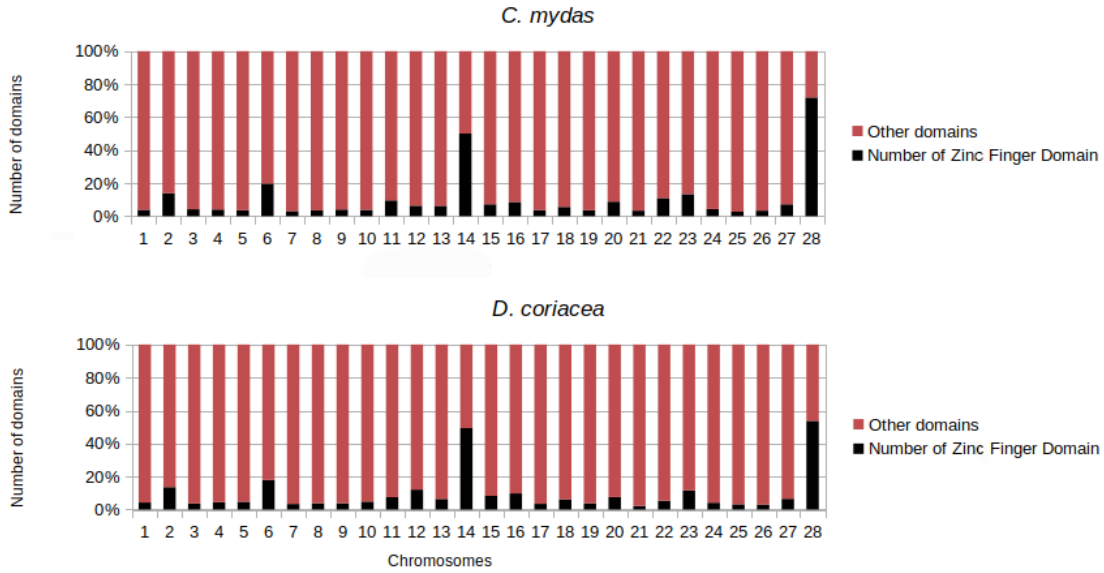 C. mydas
Number of domains
100%
80%
60%
40%
20%
0%
1 2 3 4 5 6 7 8 9 10 11 12 13 14 15 16 17 18 19 20 21 22 23 24 25 26 27 28
Other domains
Number of Zinc Finger Domain
D. coriacea
Number of domains
100%
80%
60%
40%
20%
0%
1 2 3 4 5 6 7 8 9 10 11 12 13 14 15 16 17 18 19 20 21 22 23 24 25 26 27 28
Chromosomes
Other domains
Number of Zinc Finger Domain